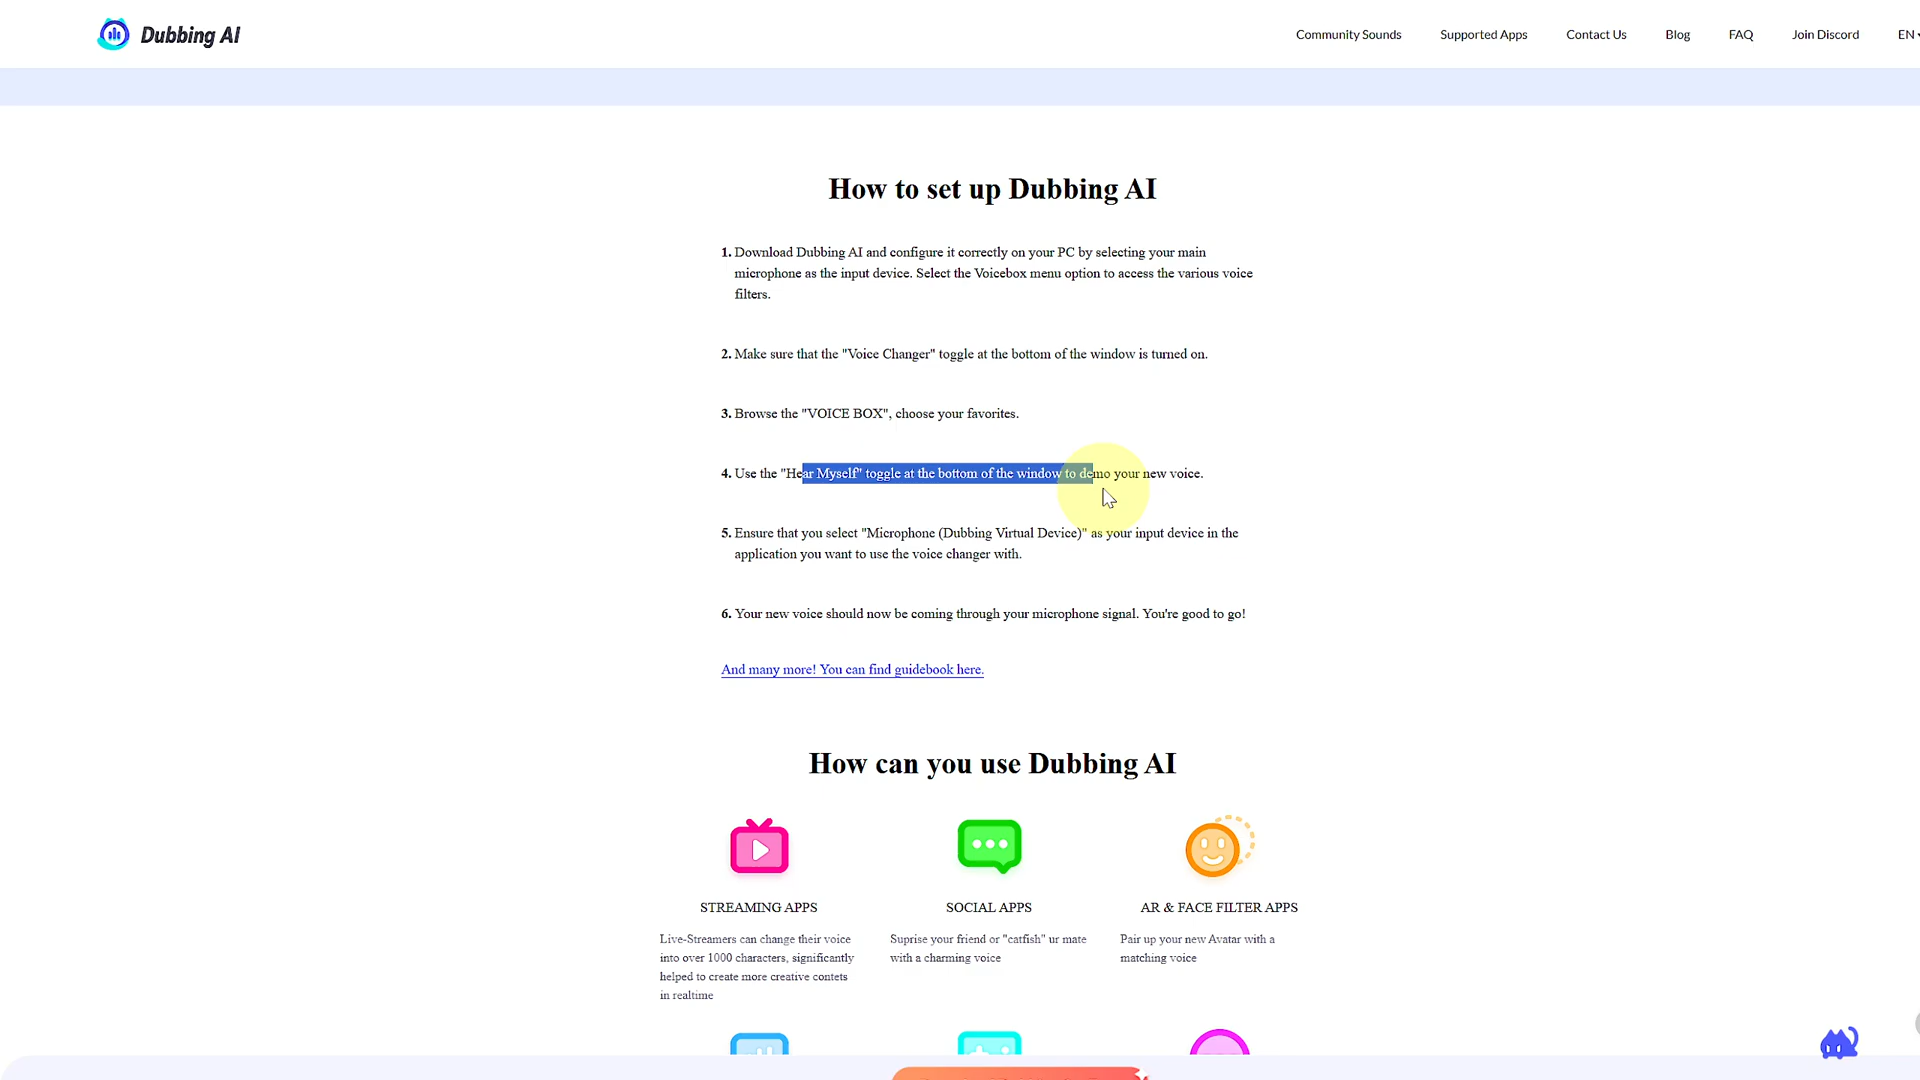 Dubbing AI
Community Sounds
Supported Apps
Contact Us
Blog
FAQ
Join Discord
EN
How to set up Dubbing AI
1. Download Dubbing AI and configure it correctly on your PC by selecting your main
microphone as the input device. Select the Voicebox menu option to access the various voice
filters.
2. Make sure that the "Voice Changer" toggle at the bottom of the window is turned on.
3. Browse the "VOICE BOX", choose your favorites.
4. Use the "Hear Myself" toggle at the bottom of the window to demo your new voice.
5. Ensure that you select "Microphone (Dubbing Virtual Device)" as your input device in the
application you want to use the voice changer with.
6. Your new voice should now be coming through your microphone signal. You're good to go!
And many more! You can find guidebook here.
How can you use Dubbing AI
STREAMING APPS
Live-Streamers can change their voice
into over 1000 characters, significantly
helped to create more creative contets
in realtime
SOCIAL APPS
Suprise your friend or "catfish" ur mate
with a charming voice
AR & FACE FILTER APPS
Pair up your new Avatar with a
matching voice